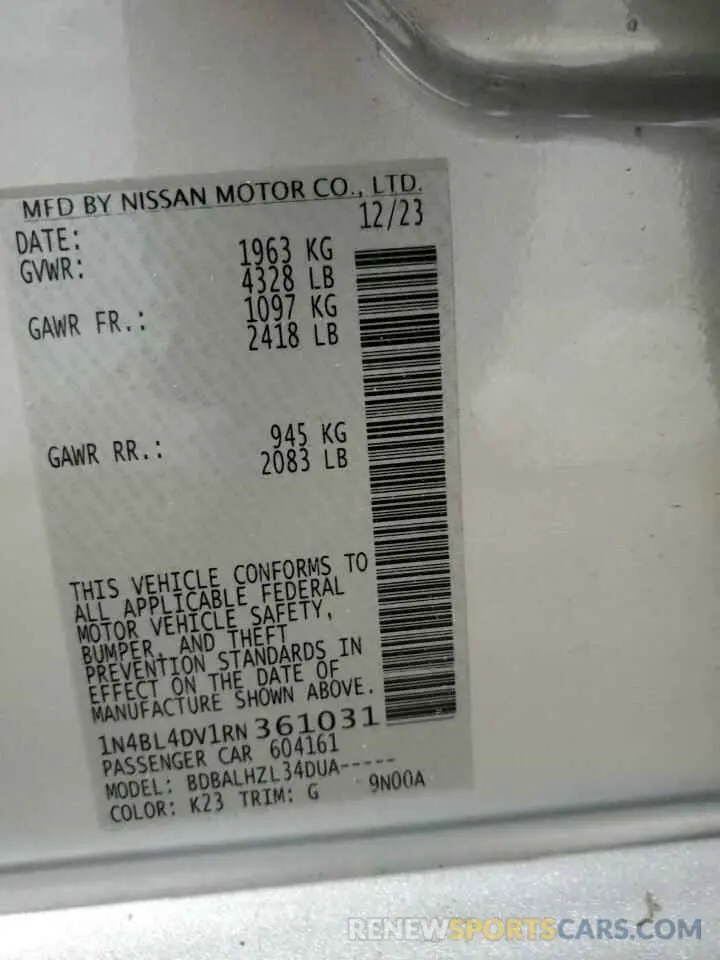 MFD BY NISSAN MOTOR CO., LTD.
DATE: 12/23
GVWR: 1963 KG
4328 LB
GAWR FR.: 1097 KG
2418 LB
GAWR RR.: 945 KG
2083 LB
THIS VEHICLE CONFORMS TO
ALL APPLICABLE FEDERAL
MOTOR VEHICLE SAFETY,
BUMPER, AND THEFT
PREVENTION STANDARDS IN
EFFECT ON THE DATE OF
MANUFACTURE SHOWN ABOVE.
1N4BL4DV1RN361031
PASSENGER CAR 604161
MODEL: BDBALHZL34DUA-----
COLOR: K23 TRIM: G 9N00A
RENEWSPORTSCARS.COM